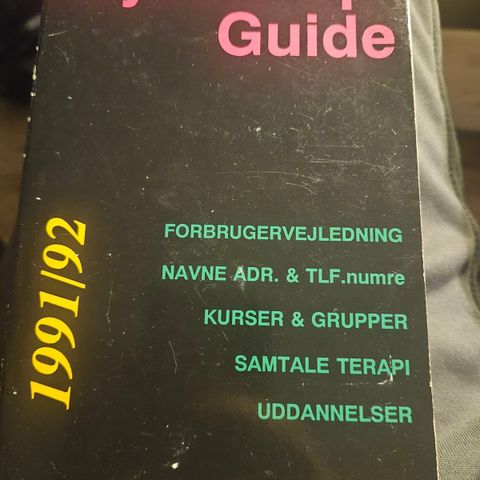 Guide
1991/92
FORBRUGERVEJLEDNING
NAVNE ADR. & TLF.numre
KURSER & GRUPPER
SAMTALE TERAPI
UDDANNELSER